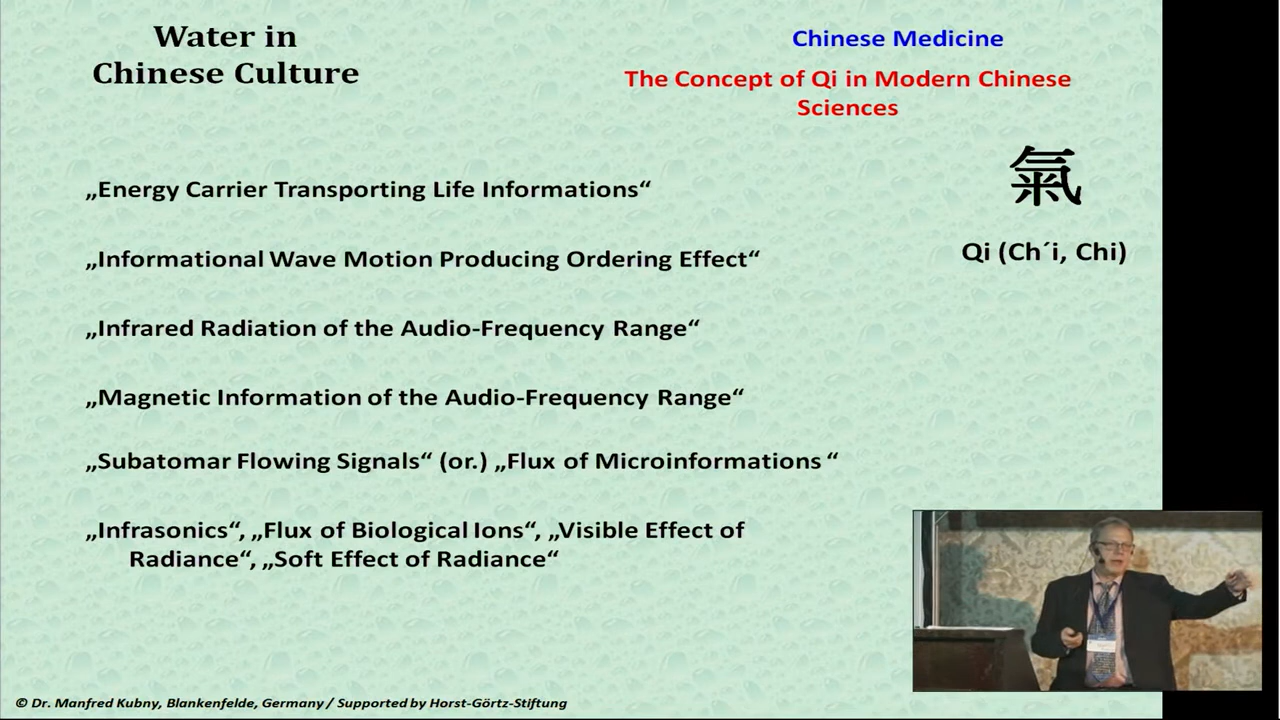 Water in
Chinese Culture
Chinese Medicine
The Concept of Qi in Modern Chinese
Sciences
氣
Qi (Ch´i, Chi)
„Energy Carrier Transporting Life Informations“
„Informational Wave Motion Producing Ordering Effect“
„Infrared Radiation of the Audio-Frequency Range“
„Magnetic Information of the Audio-Frequency Range“
„Subatomar Flowing Signals“ (or.) „Flux of Microinformations “
„Infrasonics“, „Flux of Biological Ions“, „Visible Effect of
Radiance“, „Soft Effect of Radiance“
© Dr. Manfred Kubny, Blankenfelde, Germany / Supported by Horst-Görtz-Stiftung